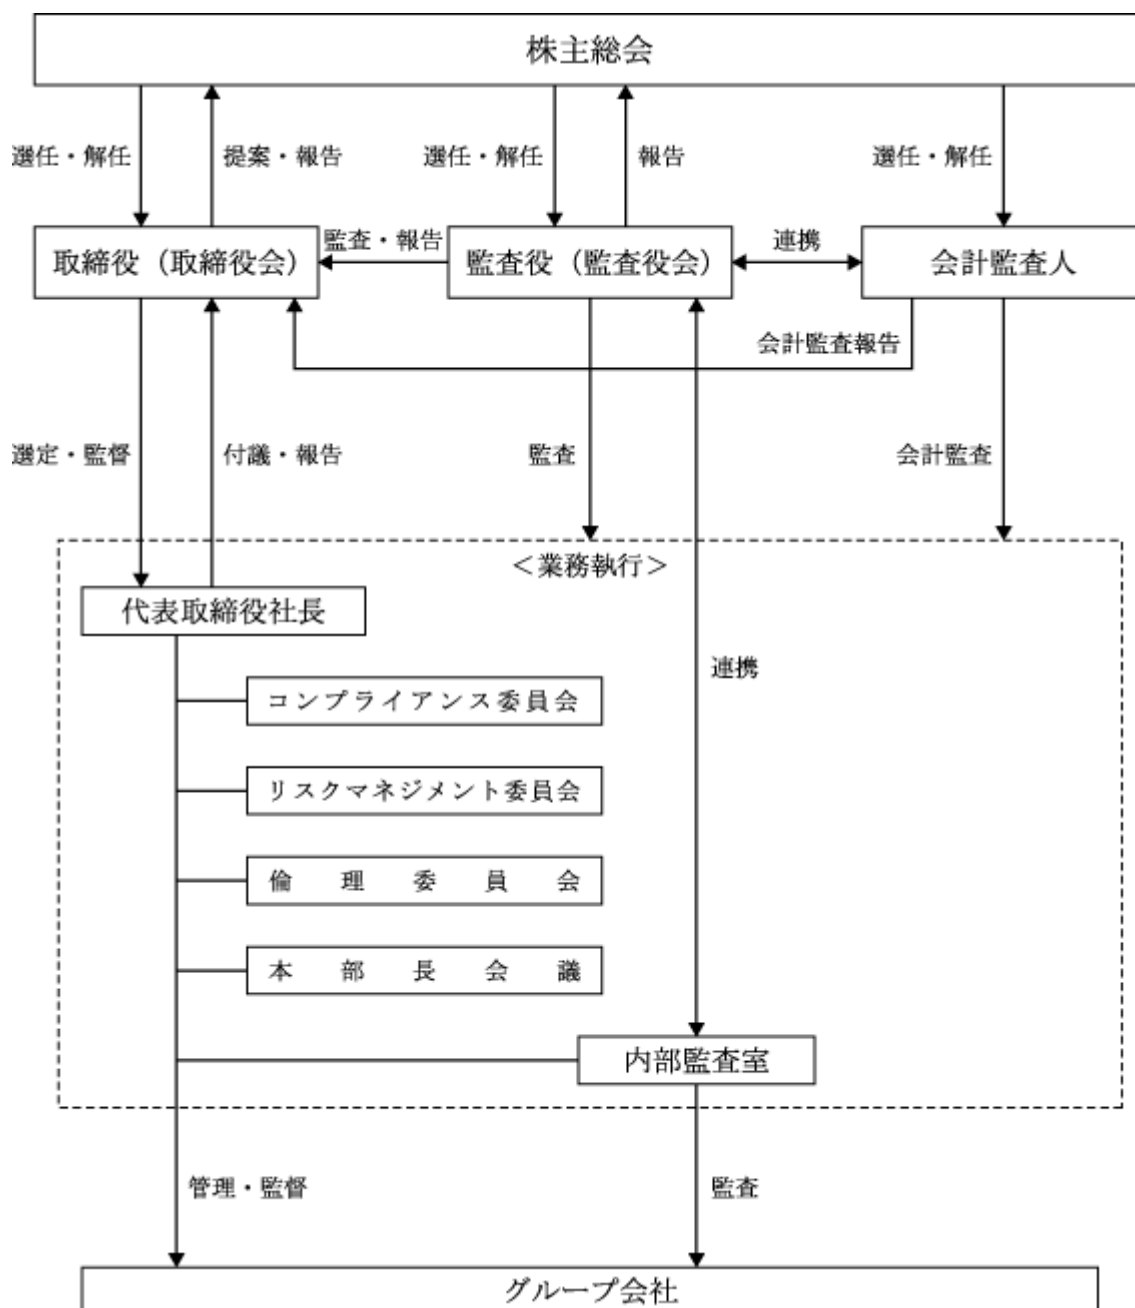 株主総会
選任・解任
提案・報告
選任・解任
報告
選任・解任
取締役（取締役会）
監査・報告
監査役（監査役会）
連携
会計監査人
会計監査報告
選定・監督
付議・報告
監査
会計監査
＜業務執行＞
代表取締役社長
連携
コンプライアンス委員会
リスクマネジメント委員会
倫理委員会
本部長会議
内部監査室
管理・監督
監査
グループ会社